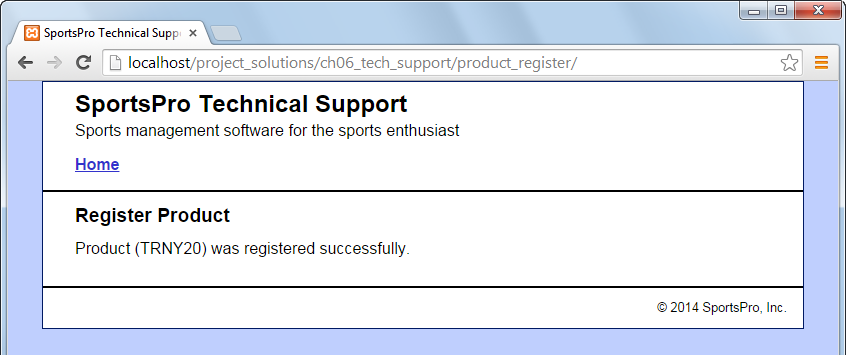 SportsPro Technical Supp
localhost/project_solutions/ch06_tech_support/product_register/
SportsPro Technical Support
Sports management software for the sports enthusiast
Home
Register Product
Product (TRNY20) was registered successfully.
© 2014 SportsPro, Inc.